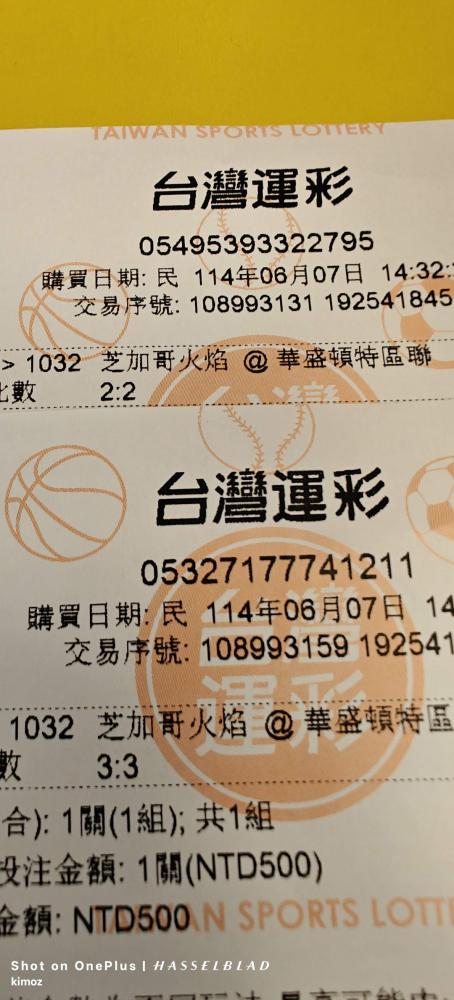 TAIWAN SPORTS LOTTERY
台灣運彩
05495393322795
購買日期: 民 114年06月07日 14:32:
交易序號: 108993131 192541845
> 1032 芝加哥火焰 @ 華盛頓特區聯
比數 2:2
台灣運彩
05327177741211
購買日期: 民 114年06月07日 14
交易序號: 108993159 192541
1032 芝加哥火焰 @ 華盛頓特區
數 3:3
合): 1關(1組); 共1組
投注金額: 1關(NTD500)
金額: NTD500
TAIWAN SPORTS LOTT
Shot on OnePlus | HASSELBLAD
kimoz